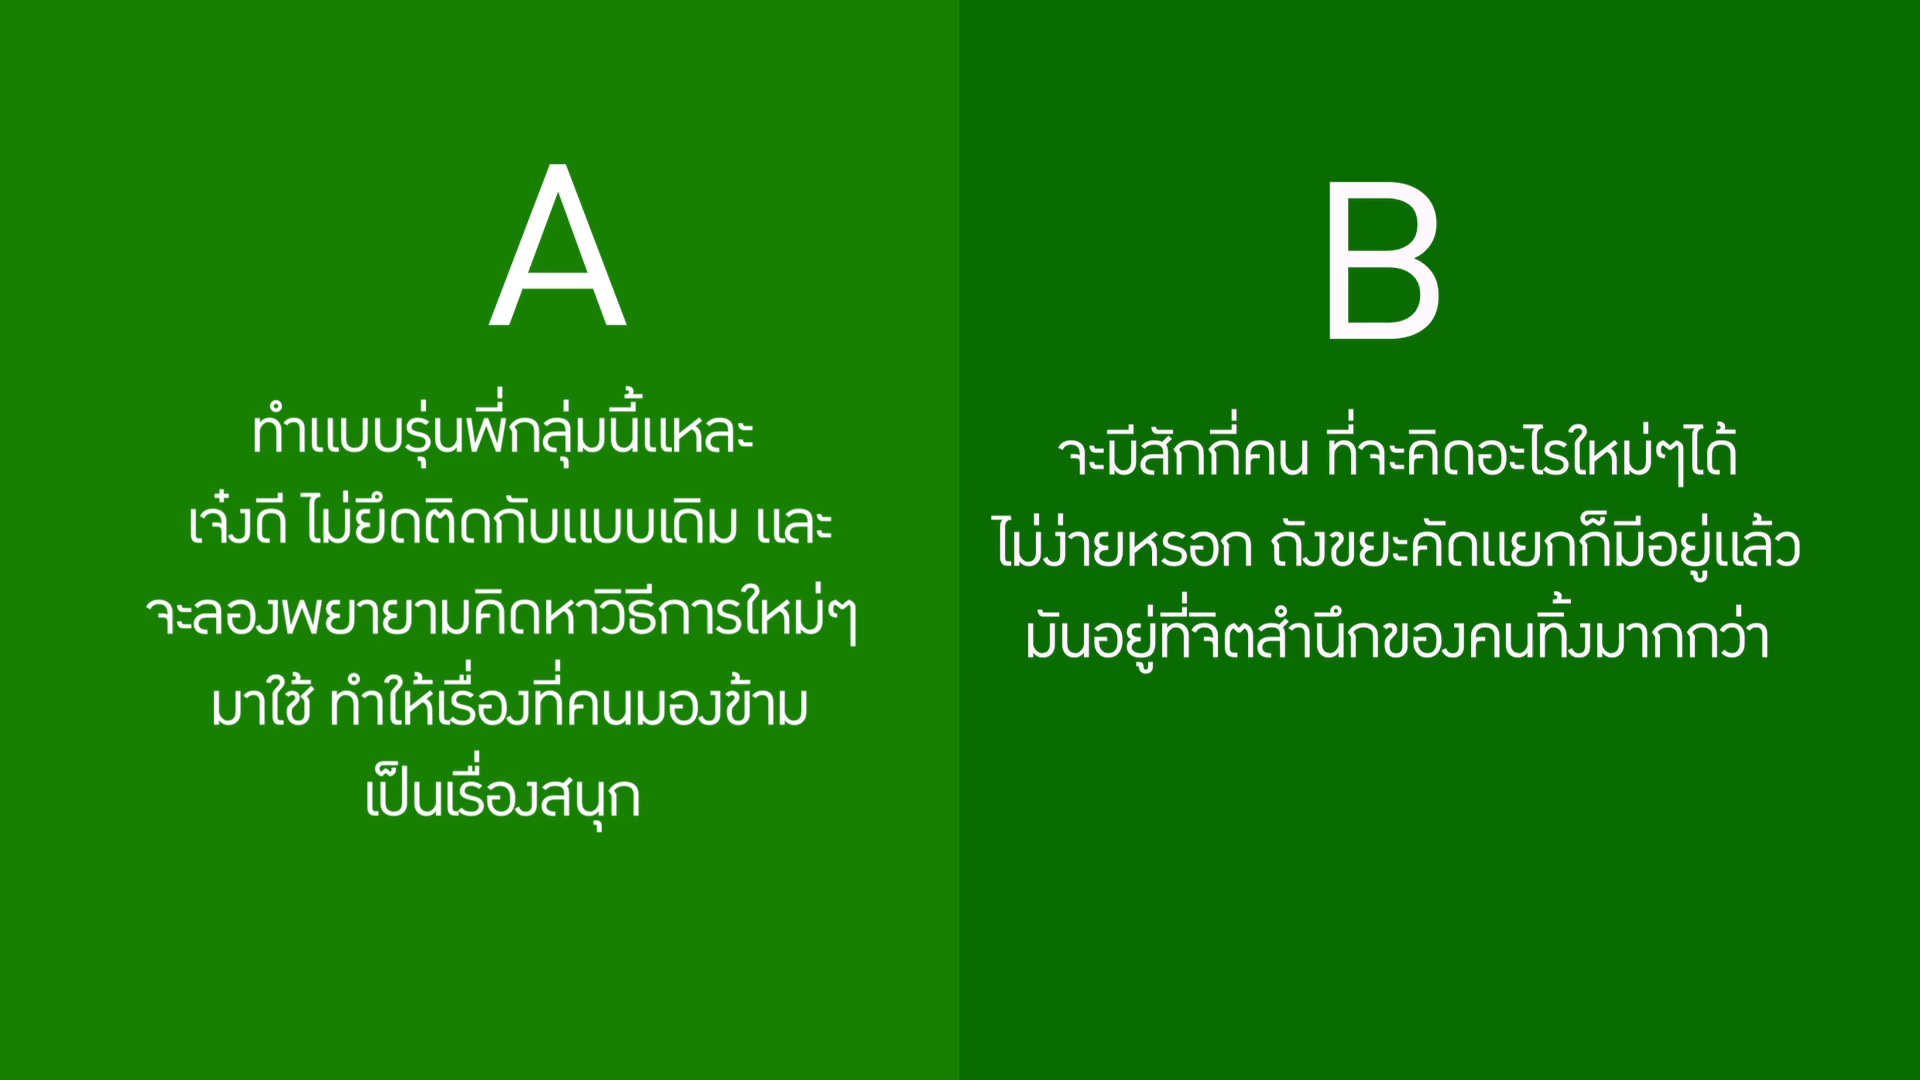 A
ทำแบบรุ่นพี่กลุ่มนี้แหละ
เจ๋งดี ไม่ยึดติดกับแบบเดิม และ
จะลองพยายามคิดหาวิธีการใหม่ๆ
มาใช้ ทำให้เรื่องที่คนมองข้าม
เป็นเรื่องสนุก
B
จะมีสักกี่คน ที่จะคิดอะไรใหม่ๆได้
ไม่ง่ายหรอก ถังขยะคัดแยกก็มีอยู่แล้ว
มันอยู่ที่จิตสำนึกของคนทิ้งมากกว่า